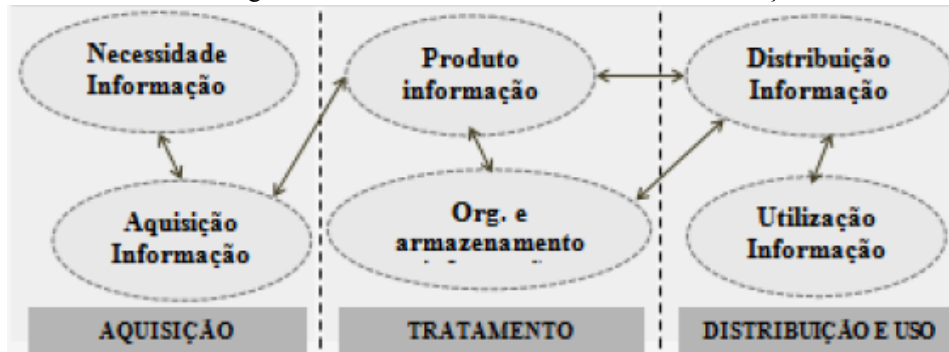 Necessidade
Informação
Aquisição
Informação
AQUISIÇÃO
Produto
informação
Org. e
armazenamento
TRATAMENTO
Distribuição
Informação
Utilização
Informação
DISTRIBUIÇÃO E USO